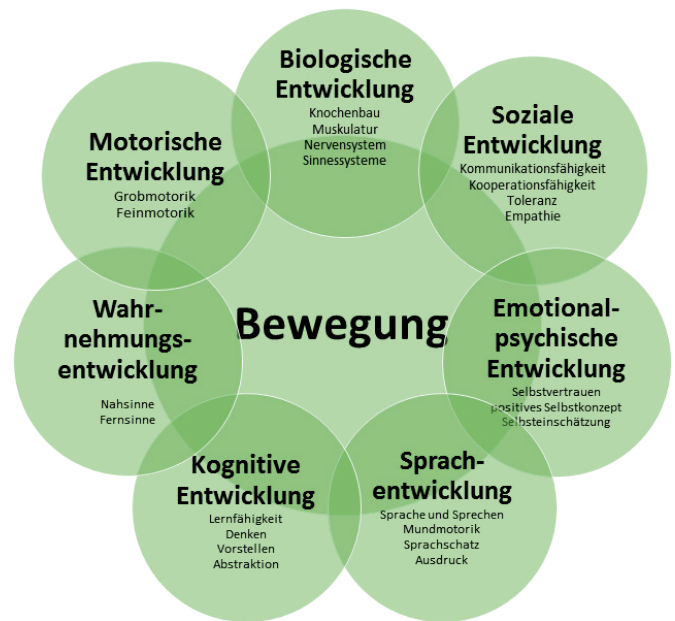 Biologische
Entwicklung
Knochenbau
Muskulatur
Nervensystem
Sinnessysteme
Soziale
Entwicklung
Kommunikationsfähigkeit
Kooperationsfähigkeit
Toleranz
Empathie
Emotional-
psychische
Entwicklung
Selbstvertrauen
positives Selbstkonzept
Selbsteinschätzung
Sprach-
entwicklung
Sprache und Sprechen
Mundmotorik
Sprachschatz
Ausdruck
Kognitive
Entwicklung
Lernfähigkeit
Denken
Vorstellen
Abstraktion
Wahr-
nehmungs-
entwicklung
Nahsinne
Fernsinne
Motorische
Entwicklung
Grobmotorik
Feinmotorik
Bewegung